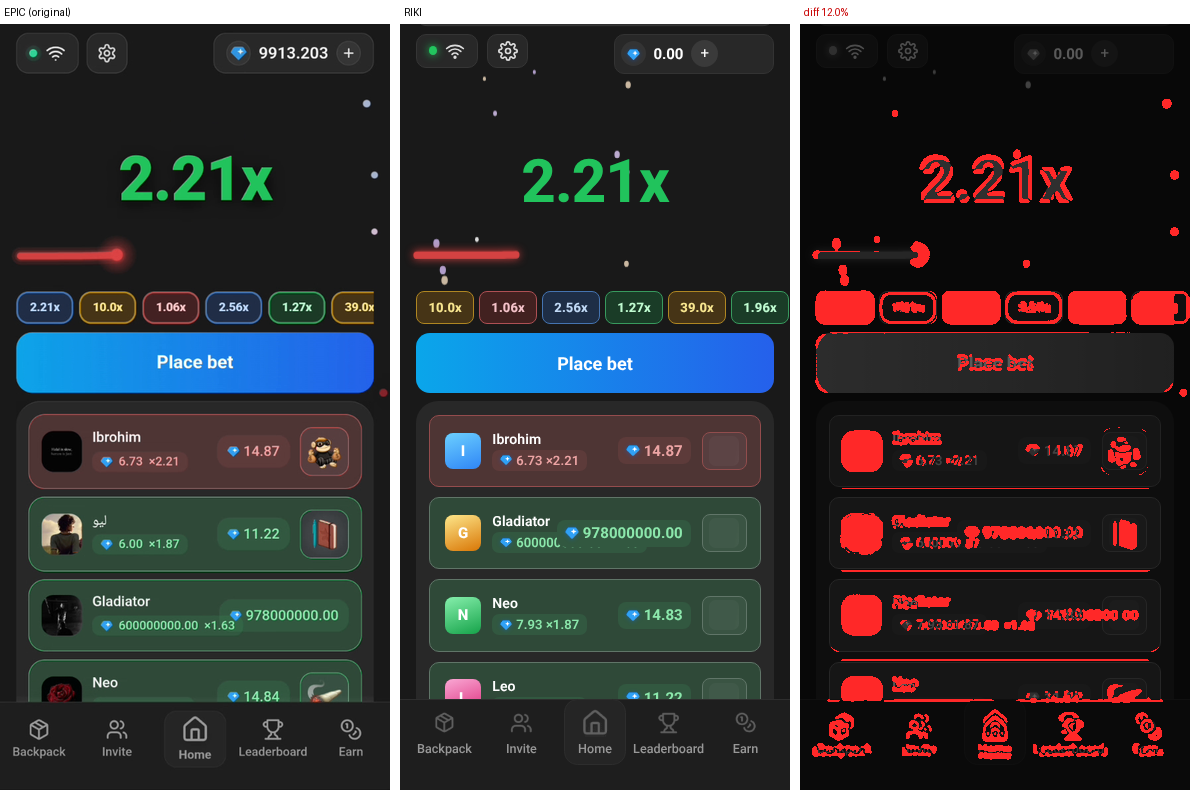 EPIC (original)
9913.203 +
2.21x
2.21x 10.0x 1.06x 2.56x 1.27x 39.0x
Place bet
Ibrohim
6.73 ×2.21
14.87
ليو
6.00 ×1.87
11.22
Gladiator
600000000.00 ×1.63
978000000.00
Neo
14.84
Backpack Invite Home Leaderboard Earn
RIKI
0.00 +
2.21x
10.0x 1.06x 2.56x 1.27x 39.0x 1.96x
Place bet
I
Ibrohim
6.73 ×2.21
14.87
G
Gladiator
978000000.00
N
Neo
7.93 ×1.87
14.83
Leo
11.22
Backpack Invite Home Leaderboard Earn
diff 12.0%
0.00 +
2.21x
Place bet